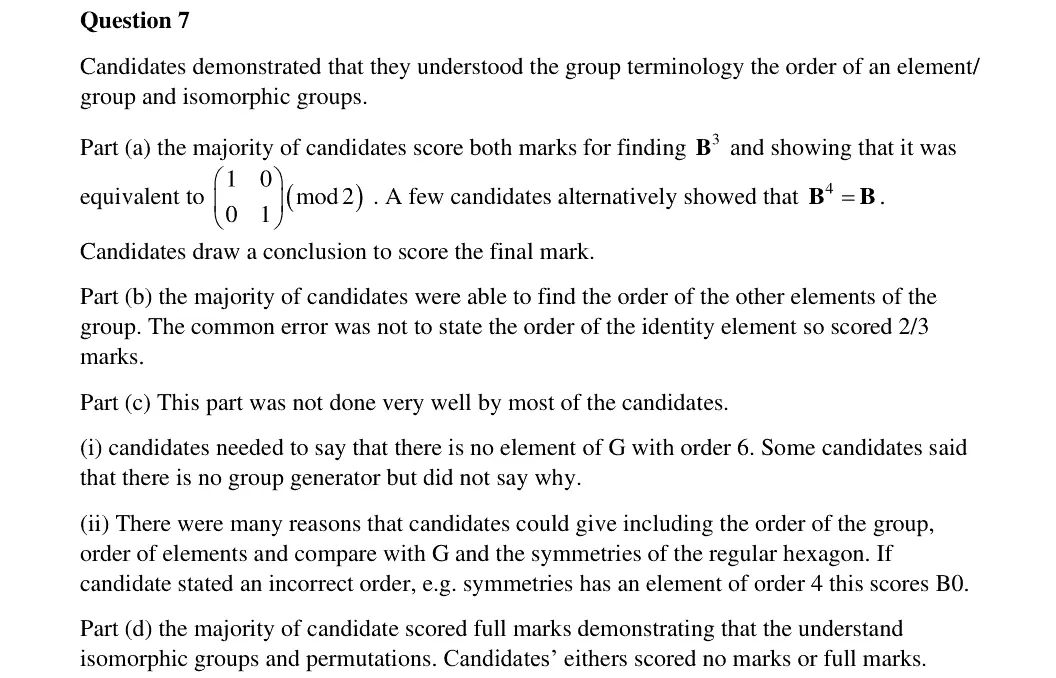 Question 7
Candidates demonstrated that they understood the group terminology the order of an element/
group and isomorphic groups.
Part (a) the majority of candidates score both marks for finding B³ and showing that it was
equivalent to (1 0
0 1) (mod 2) . A few candidates alternatively showed that B⁴ = B .
Candidates draw a conclusion to score the final mark.
Part (b) the majority of candidates were able to find the order of the other elements of the
group. The common error was not to state the order of the identity element so scored 2/3
marks.
Part (c) This part was not done very well by most of the candidates.
(i) candidates needed to say that there is no element of G with order 6. Some candidates said
that there is no group generator but did not say why.
(ii) There were many reasons that candidates could give including the order of the group,
order of elements and compare with G and the symmetries of the regular hexagon. If
candidate stated an incorrect order, e.g. symmetries has an element of order 4 this scores B0.
Part (d) the majority of candidate scored full marks demonstrating that the understand
isomorphic groups and permutations. Candidates’ eithers scored no marks or full marks.